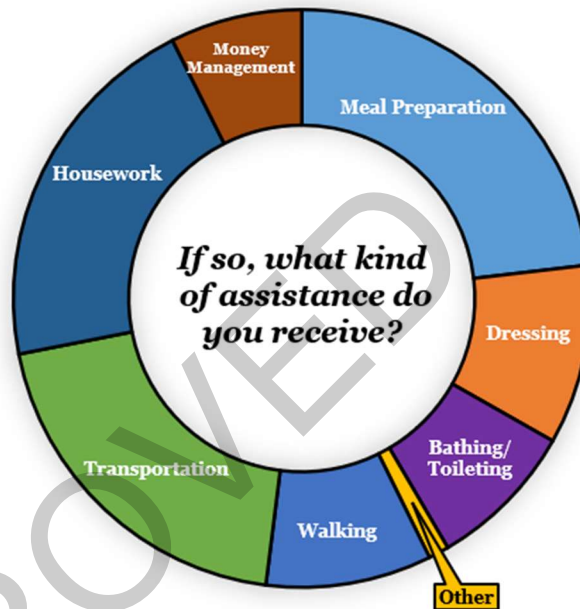 Money
Management
Meal Preparation
Housework
If so, what kind
of assistance do
you receive?
Dressing
Bathing/
Toileting
Transportation
Walking
Other
ROVED